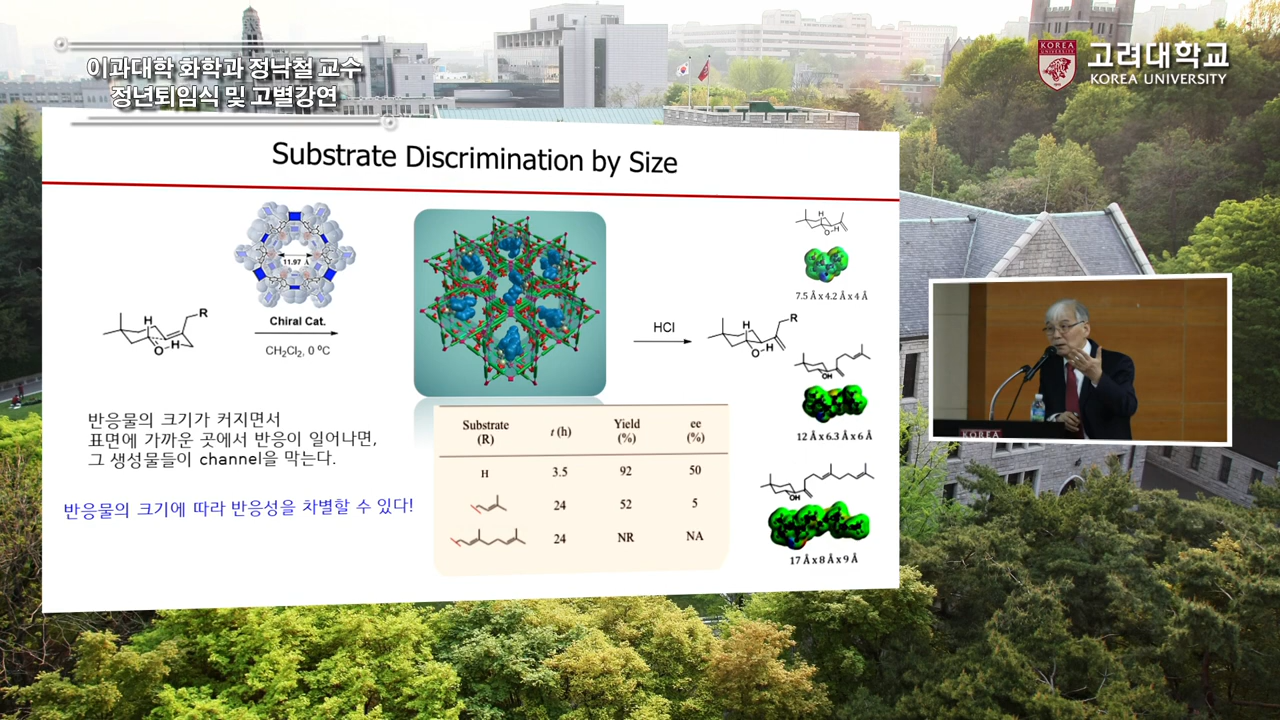 이과대학 화학과 정낙철 교수
정년퇴임식 및 고별강연
KOREA UNIVERSITY
고려대학교
KOREA UNIVERSITY
Substrate Discrimination by Size
11.97 Å
H
R
O
H
Chiral Cat.
CH₂Cl₂, 0 ºC
HCl
H
R
O-H
H
O-H
7.5 Å x 4.2 Å x 4 Å
OH
12 Å x 6.3 Å x 6 Å
OH
17 Å x 8 Å x 9 Å
반응물의 크기가 커지면서
표면에 가까운 곳에서 반응이 일어나면,
그 생성물들이 channel을 막는다.
반응물의 크기에 따라 반응성을 차별할 수 있다!
Substrate (R) t (h) Yield (%) ee (%)
H 3.5 92 50
24 52 5
24 NR NA
KOREA